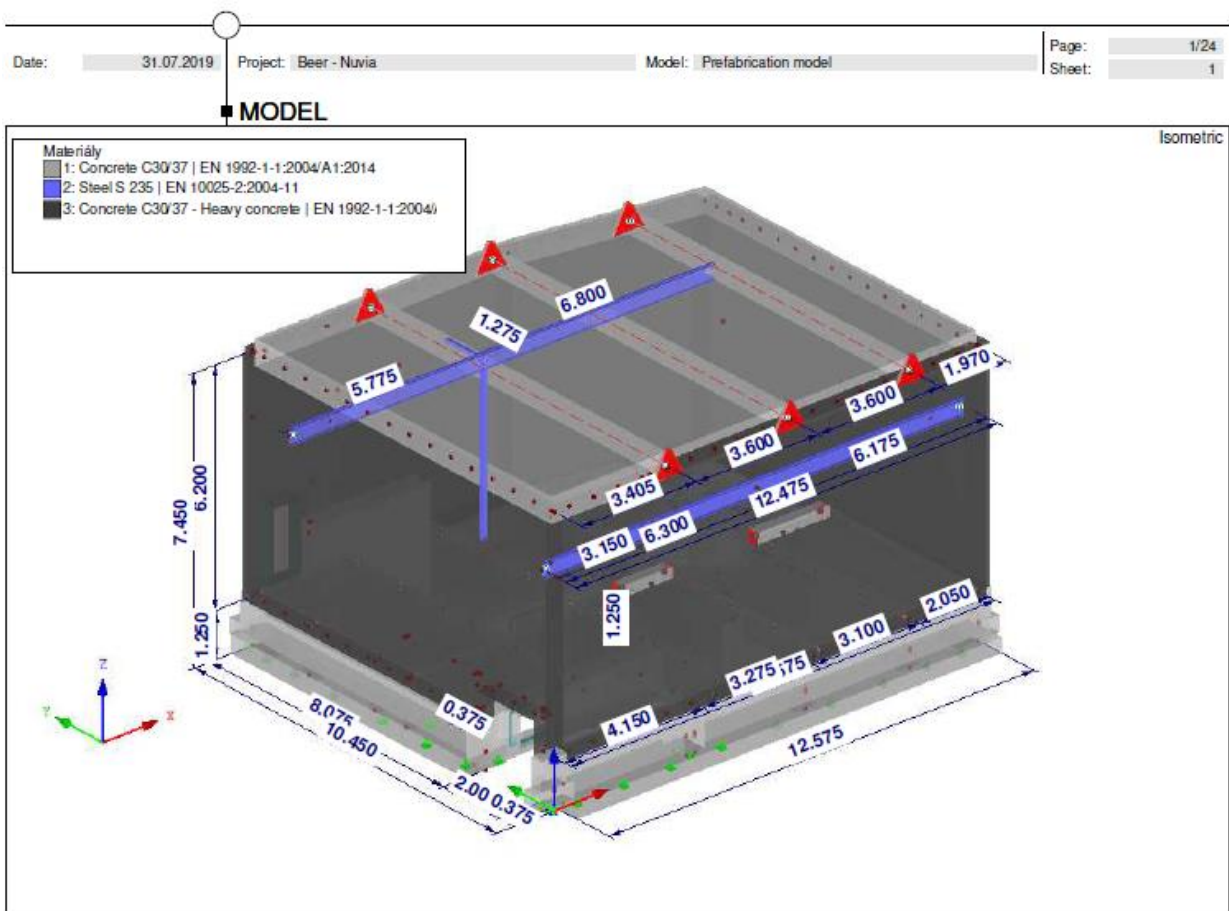 Date: 31.07.2019 Project: Beer - Nuvia Model: Prefabrication model Page: 1/24
Sheet: 1
MODEL
Isometric
Materiály
1: Concrete C30/37 | EN 1992-1-1:2004/A1:2014
2: Steel S 235 | EN 10025-2:2004-11
3: Concrete C30/37 - Heavy concrete | EN 1992-1-1:2004/
6.800
1.275
5.775
1.970
3.600
3.600
6.175
3.405
12.475
6.300
3.150
6.200
7.450
1.250
1.250
2.050
3.100
3.275
4.150
0.375
8.075
10.450
12.575
2.00
0.375
Z
Y
X